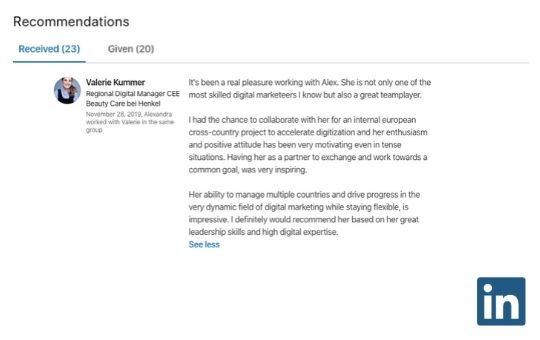 Recommendations
Received (23)
Given (20)
Valerie Kummer
Regional Digital Manager CEE
Beauty Care bei Henkel
November 28, 2019, Alexandra
worked with Valerie in the same
group
It's been a real pleasure working with Alex. She is not only one of the
most skilled digital marketeers I know but also a great teamplayer.
I had the chance to collaborate with her for an internal european
cross-country project to accelerate digitization and her enthusiasm
and positive attitude has been very motivating even in tense
situations. Having her as a partner to exchange and work towards a
common goal, was very inspiring.
Her ability to manage multiple countries and drive progress in the
very dynamic field of digital marketing while staying flexible, is
impressive. I definitely would recommend her based on her great
leadership skills and high digital expertise.
See less
in